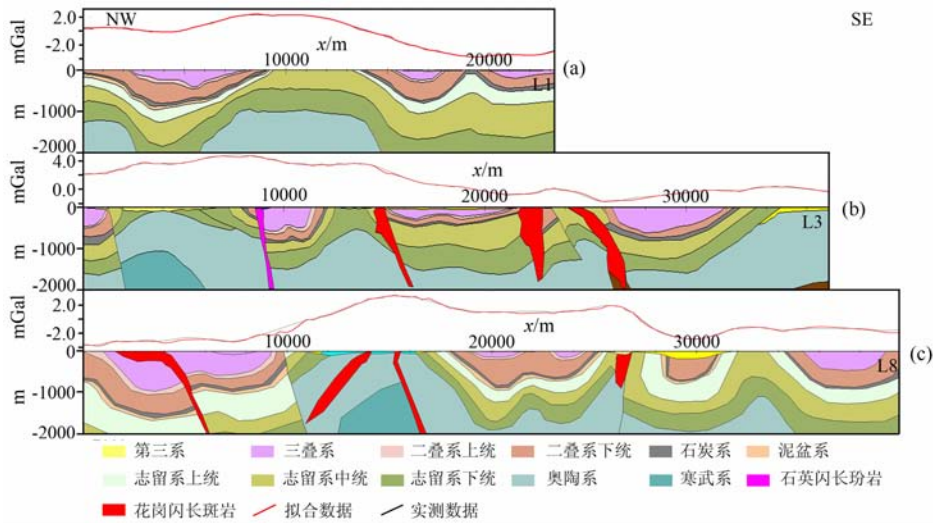 NW
SE
mGal
2.0
-2.0
x/m
10000
20000
(a)
m
0
-1000
-2000
L1
mGal
4.0
0.0
x/m
10000
20000
30000
(b)
m
0
-1000
-2000
L3
mGal
2.0
-2.0
x/m
10000
20000
30000
(c)
m
0
-1000
-2000
L8
第三系 三叠系 二叠系上统 二叠系下统 石炭系 泥盆系
志留系上统 志留系中统 志留系下统 奥陶系 寒武系 石英闪长玢岩
花岗闪长斑岩 拟合数据 实测数据